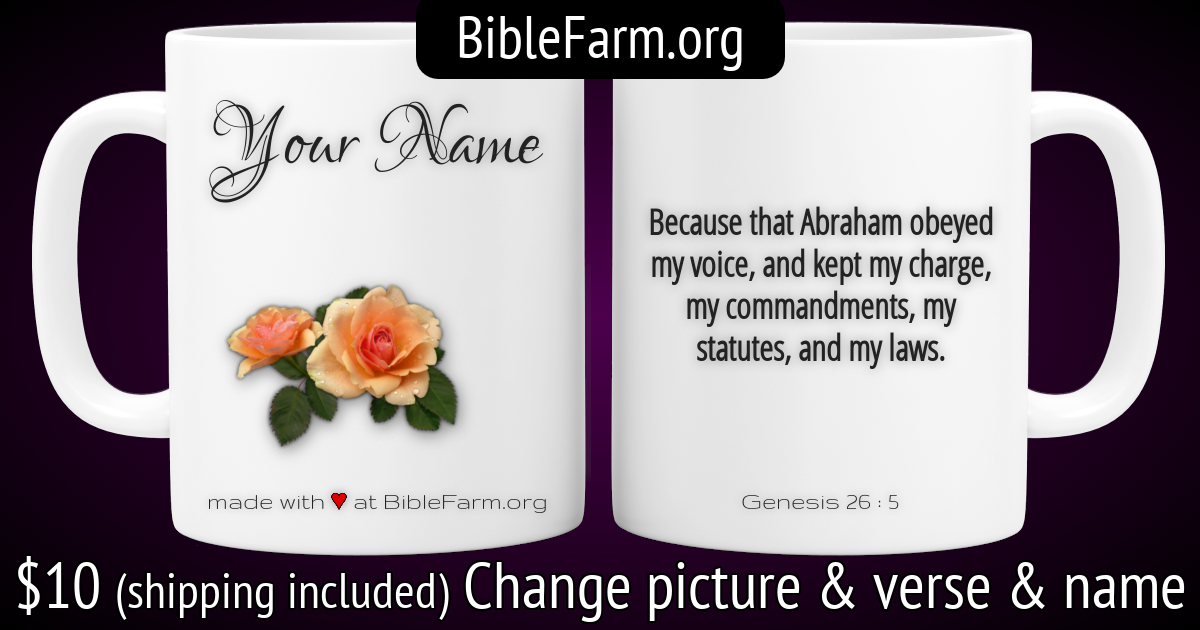 BibleFarm.org
Your Name
made with ♥ at BibleFarm.org
Because that Abraham obeyed
my voice, and kept my charge,
my commandments, my
statutes, and my laws.
Genesis 26 : 5
$10 (shipping included) Change picture & verse & name